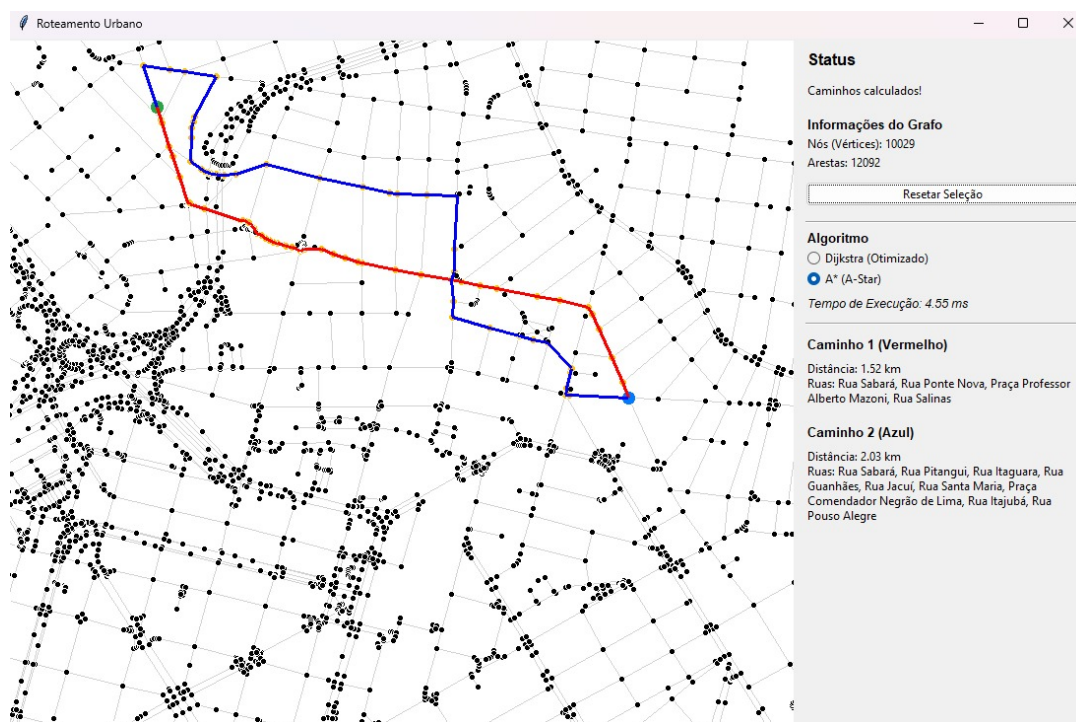 Roteamento Urbano
Status
Caminhos calculados!
Informações do Grafo
Nós (Vértices): 10029
Arestas: 12092
Resetar Seleção
Algoritmo
Dijkstra (Otimizado)
A* (A-Star)
Tempo de Execução: 4.55 ms
Caminho 1 (Vermelho)
Distância: 1.52 km
Ruas: Rua Sabará, Rua Ponte Nova, Praça Professor
Alberto Mazoni, Rua Salinas
Caminho 2 (Azul)
Distância: 2.03 km
Ruas: Rua Sabará, Rua Pitangui, Rua Itaguara, Rua
Guanhães, Rua Jacuí, Rua Santa Maria, Praça
Comendador Negrão de Lima, Rua Itajubá, Rua
Pouso Alegre